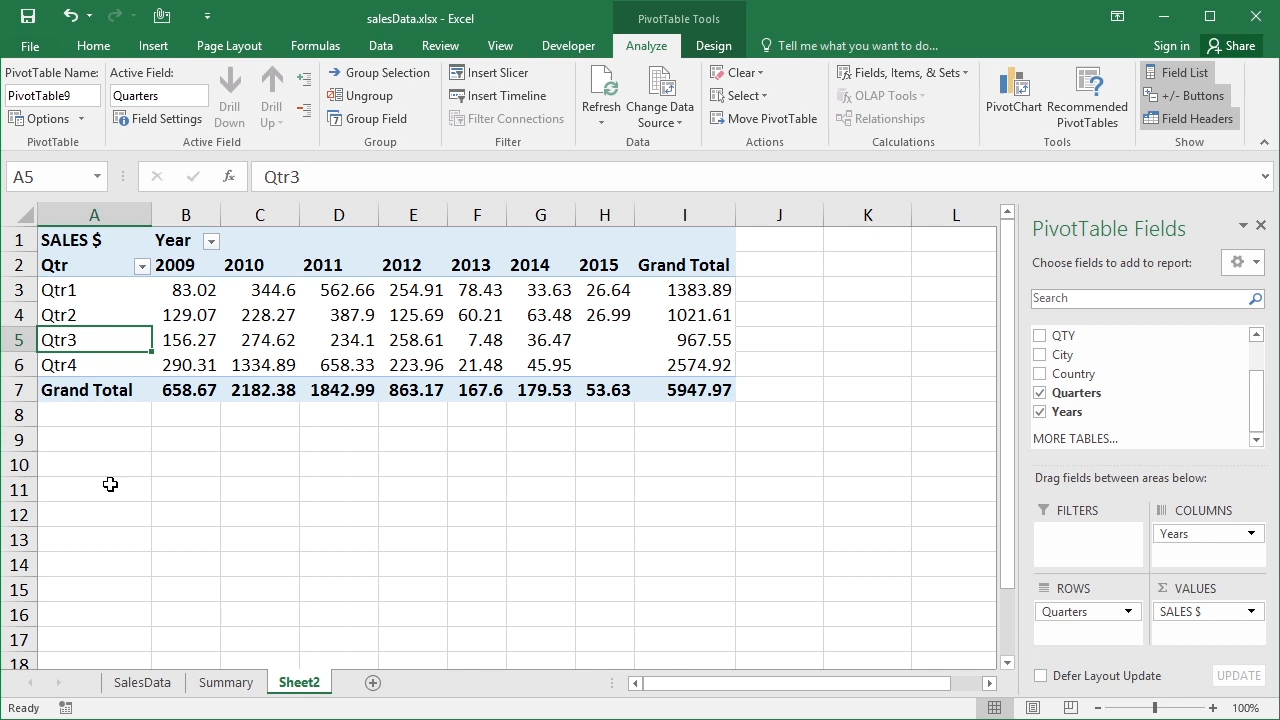 salesData.xlsx - Excel
PivotTable Tools
File Home Insert Page Layout Formulas Data Review View Developer Analyze Design Tell me what you want to do... Sign in Share
PivotTable Name:
PivotTable9
Options
PivotTable
Active Field:
Quarters
Field Settings
Drill Down
Drill Up
Active Field
Group Selection
Ungroup
Group Field
Group
Insert Slicer
Insert Timeline
Filter Connections
Filter
Refresh
Change Data Source
Data
Clear
Select
Move PivotTable
Actions
Fields, Items, & Sets
OLAP Tools
Relationships
Calculations
PivotChart
Recommended PivotTables
Tools
Field List
+/- Buttons
Field Headers
Show
A5 fx Qtr3
A B C D E F G H I J K L
1 SALES $ Year
2 Qtr 2009 2010 2011 2012 2013 2014 2015 Grand Total
3 Qtr1 83.02 344.6 562.66 254.91 78.43 33.63 26.64 1383.89
4 Qtr2 129.07 228.27 387.9 125.69 60.21 63.48 26.99 1021.61
5 Qtr3 156.27 274.62 234.1 258.61 7.48 36.47 967.55
6 Qtr4 290.31 1334.89 658.33 223.96 21.48 45.95 2574.92
7 Grand Total 658.67 2182.38 1842.99 863.17 167.6 179.53 53.63 5947.97
8
9
10
11
12
13
14
15
16
17
18
PivotTable Fields
Choose fields to add to report:
Search
QTY
City
Country
Quarters
Years
MORE TABLES...
Drag fields between areas below:
FILTERS
COLUMNS
Years
ROWS
Quarters
Σ VALUES
SALES $
Defer Layout Update UPDATE
SalesData Summary Sheet2
Ready 100%